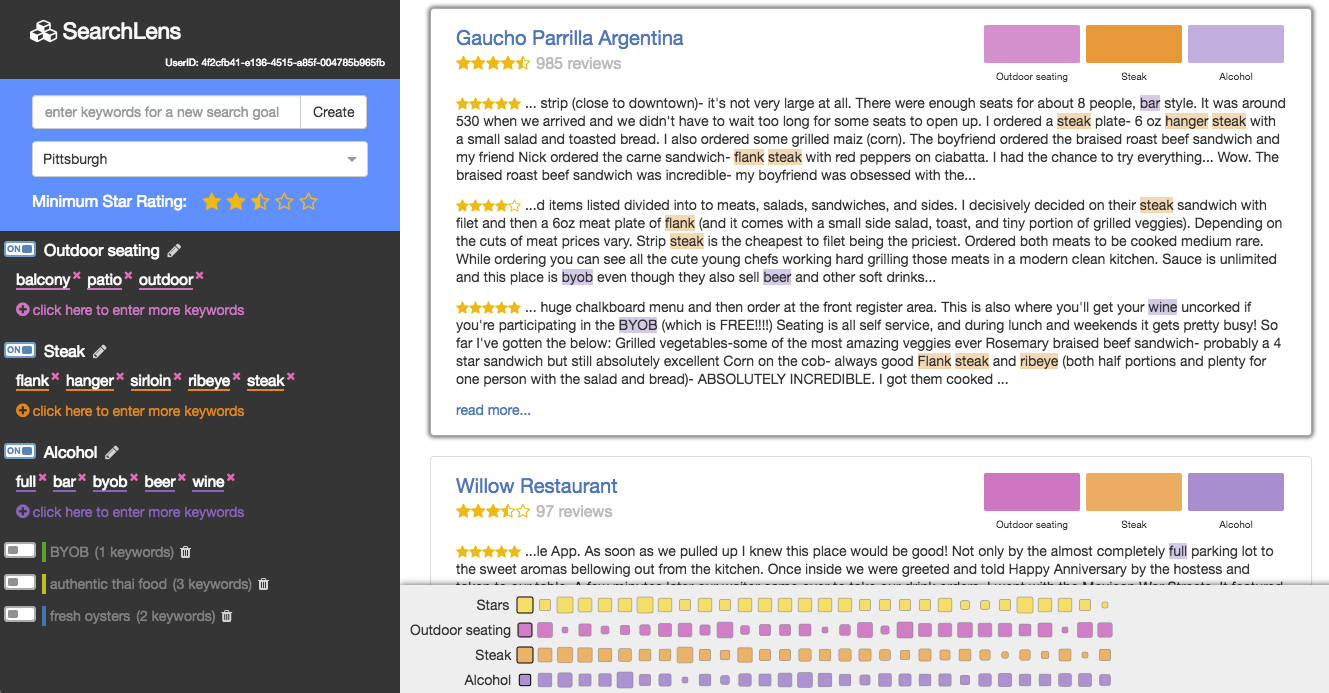 SearchLens
UserID: 4f2cfb41-e136-4515-a85f-004785b965fb
enter keywords for a new search goal Create
Pittsburgh
Minimum Star Rating:
ON Outdoor seating
balcony × patio × outdoor ×
click here to enter more keywords
ON Steak
flank × hanger × sirloin × ribeye × steak ×
click here to enter more keywords
ON Alcohol
full × bar × byob × beer × wine ×
click here to enter more keywords
BYOB (1 keywords)
authentic thai food (3 keywords)
fresh oysters (2 keywords)
Gaucho Parrilla Argentina
985 reviews
Outdoor seating Steak Alcohol
... strip (close to downtown)- it's not very large at all. There were enough seats for about 8 people, bar style. It was around
530 when we arrived and we didn't have to wait too long for some seats to open up. I ordered a steak plate- 6 oz hanger steak with
a small salad and toasted bread. I also ordered some grilled maiz (corn). The boyfriend ordered the braised roast beef sandwich and
my friend Nick ordered the carne sandwich- flank steak with red peppers on ciabatta. I had the chance to try everything... Wow. The
braised roast beef sandwich was incredible- my boyfriend was obsessed with the...
...d items listed divided into to meats, salads, sandwiches, and sides. I decisively decided on their steak sandwich with
filet and then a 6oz meat plate of flank (and it comes with a small side salad, toast, and tiny portion of grilled veggies). Depending on
the cuts of meat prices vary. Strip steak is the cheapest to filet being the priciest. Ordered both meats to be cooked medium rare.
While ordering you can see all the cute young chefs working hard grilling those meats in a modern clean kitchen. Sauce is unlimited
and this place is byob even though they also sell beer and other soft drinks...
... huge chalkboard menu and then order at the front register area. This is also where you'll get your wine uncorked if
you're participating in the BYOB (which is FREE!!!!) Seating is all self service, and during lunch and weekends it gets pretty busy! So
far I've gotten the below: Grilled vegetables-some of the most amazing veggies ever Rosemary braised beef sandwich- probably a 4
star sandwich but still absolutely excellent Corn on the cob- always good Flank steak and ribeye (both half portions and plenty for
one person with the salad and bread)- ABSOLUTELY INCREDIBLE. I got them cooked ...
read more...
Willow Restaurant
97 reviews
Outdoor seating Steak Alcohol
...le App. As soon as we pulled up I knew this place would be good! Not only by the almost completely full parking lot to
the sweet aromas bellowing out from the kitchen. Once inside we were greeted and told Happy Anniversary by the hostess and
Stars
Outdoor seating
Steak
Alcohol